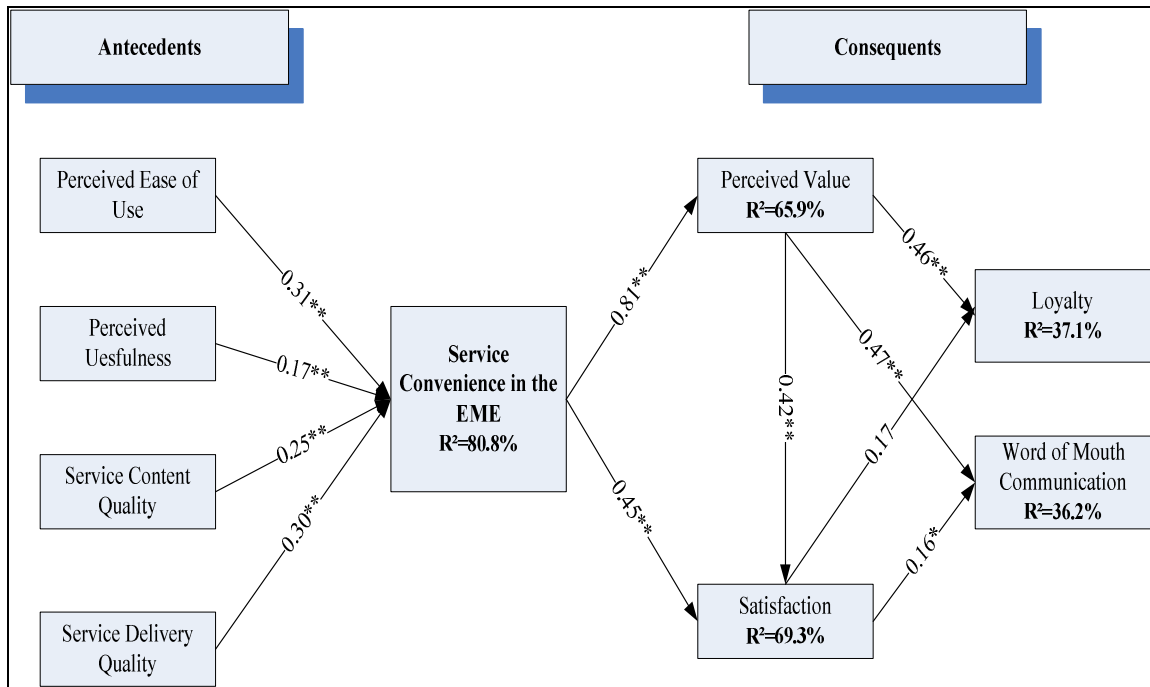 Antecedents
Consequents
Perceived Ease of
Use
0.31**
Perceived
Uesfulness
0.17**
Service Content
Quality
0.25**
Service Delivery
Quality
0.30**
Service
Convenience in the
EME
R²=80.8%
0.81**
0.45**
Perceived Value
R²=65.9%
0.46**
0.47**
0.42**
0.17
0.16*
Loyalty
R²=37.1%
Word of Mouth
Communication
R²=36.2%
Satisfaction
R²=69.3%